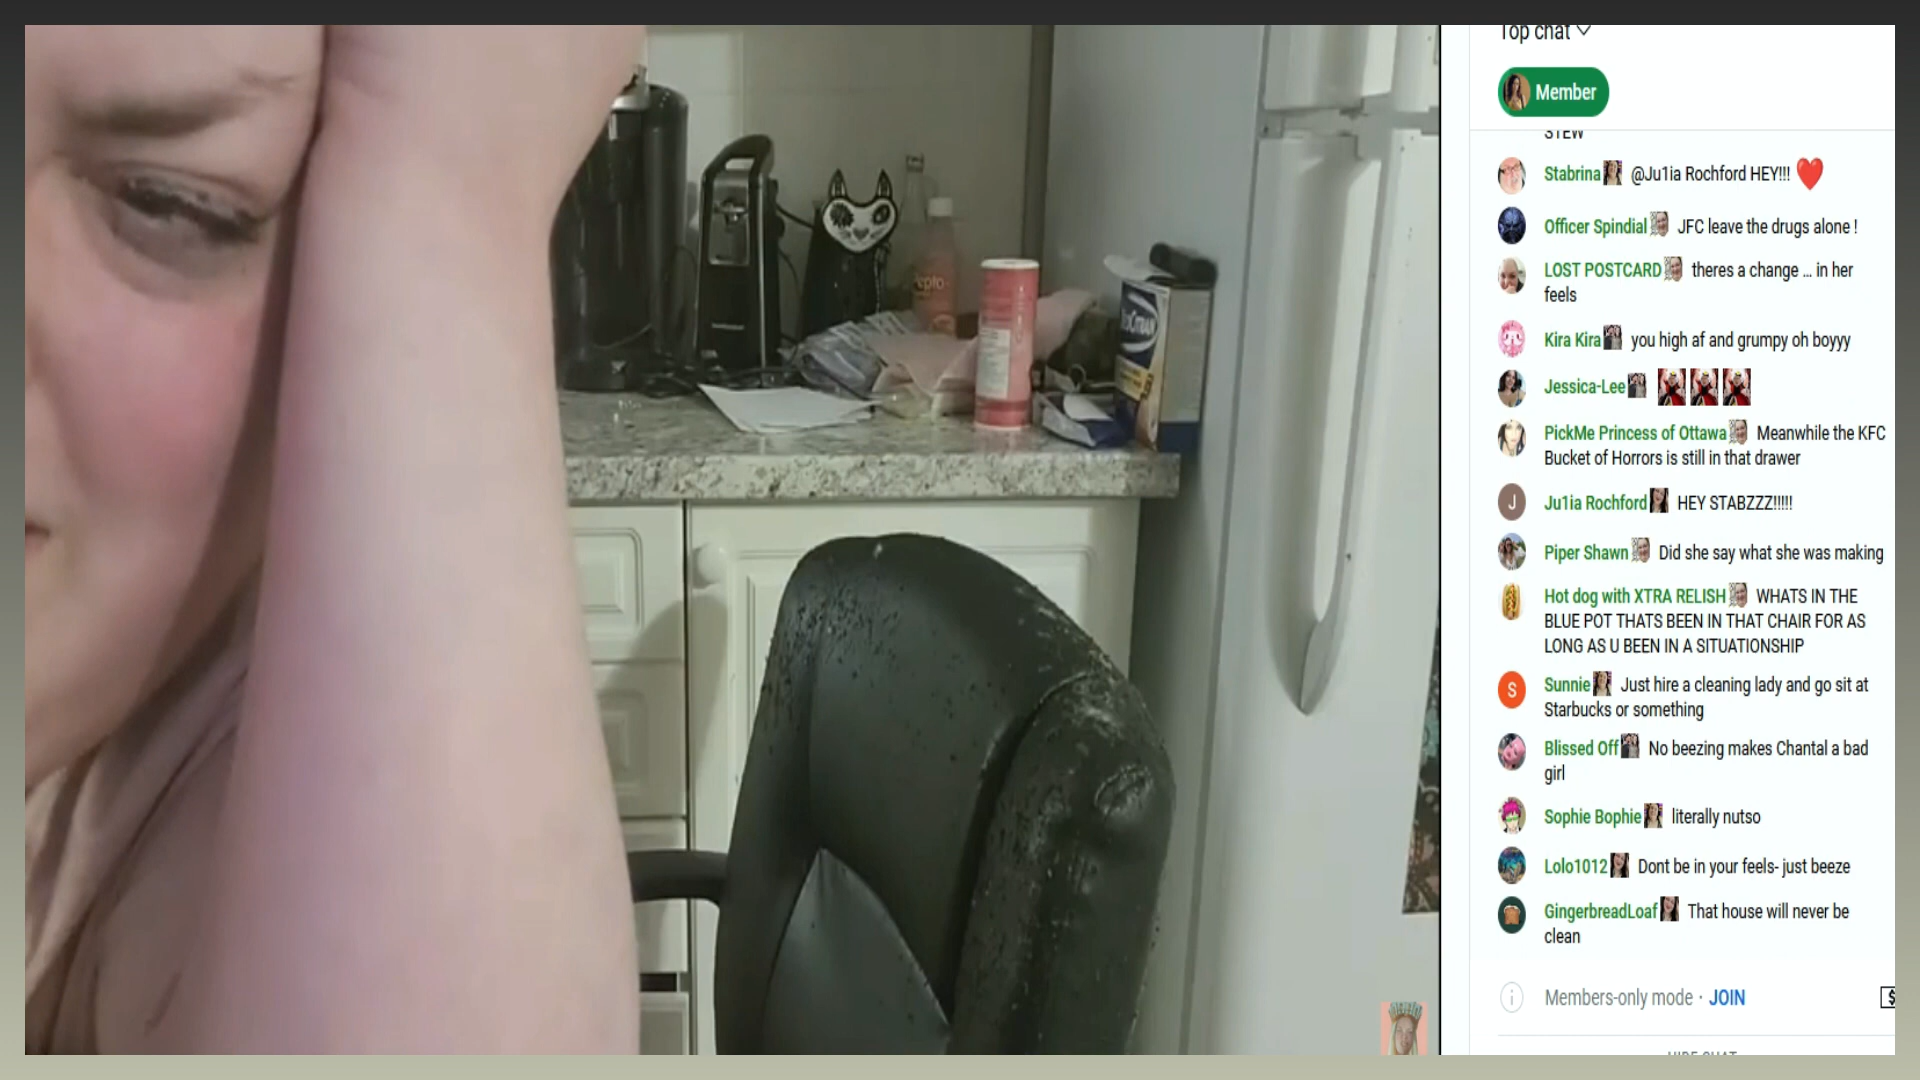 Top chat
Member
STEW
Stabrina @Ju1ia Rochford HEY!!!
Officer Spindial JFC leave the drugs alone !
LOST POSTCARD theres a change ... in her
feels
Kira Kira you high af and grumpy oh boyyy
Jessica-Lee
PickMe Princess of Ottawa Meanwhile the KFC
Bucket of Horrors is still in that drawer
J
Ju1ia Rochford HEY STABZZZ!!!!!
Piper Shawn Did she say what she was making
Hot dog with XTRA RELISH WHATS IN THE
BLUE POT THATS BEEN IN THAT CHAIR FOR AS
LONG AS U BEEN IN A SITUATIONSHIP
S
Sunnie Just hire a cleaning lady and go sit at
Starbucks or something
Blissed Off No beezing makes Chantal a bad
girl
Sophie Bophie literally nutso
Lolo1012 Dont be in your feels- just beeze
GingerbreadLoaf That house will never be
clean
Members-only mode · JOIN
$
HIDE CHAT
epto